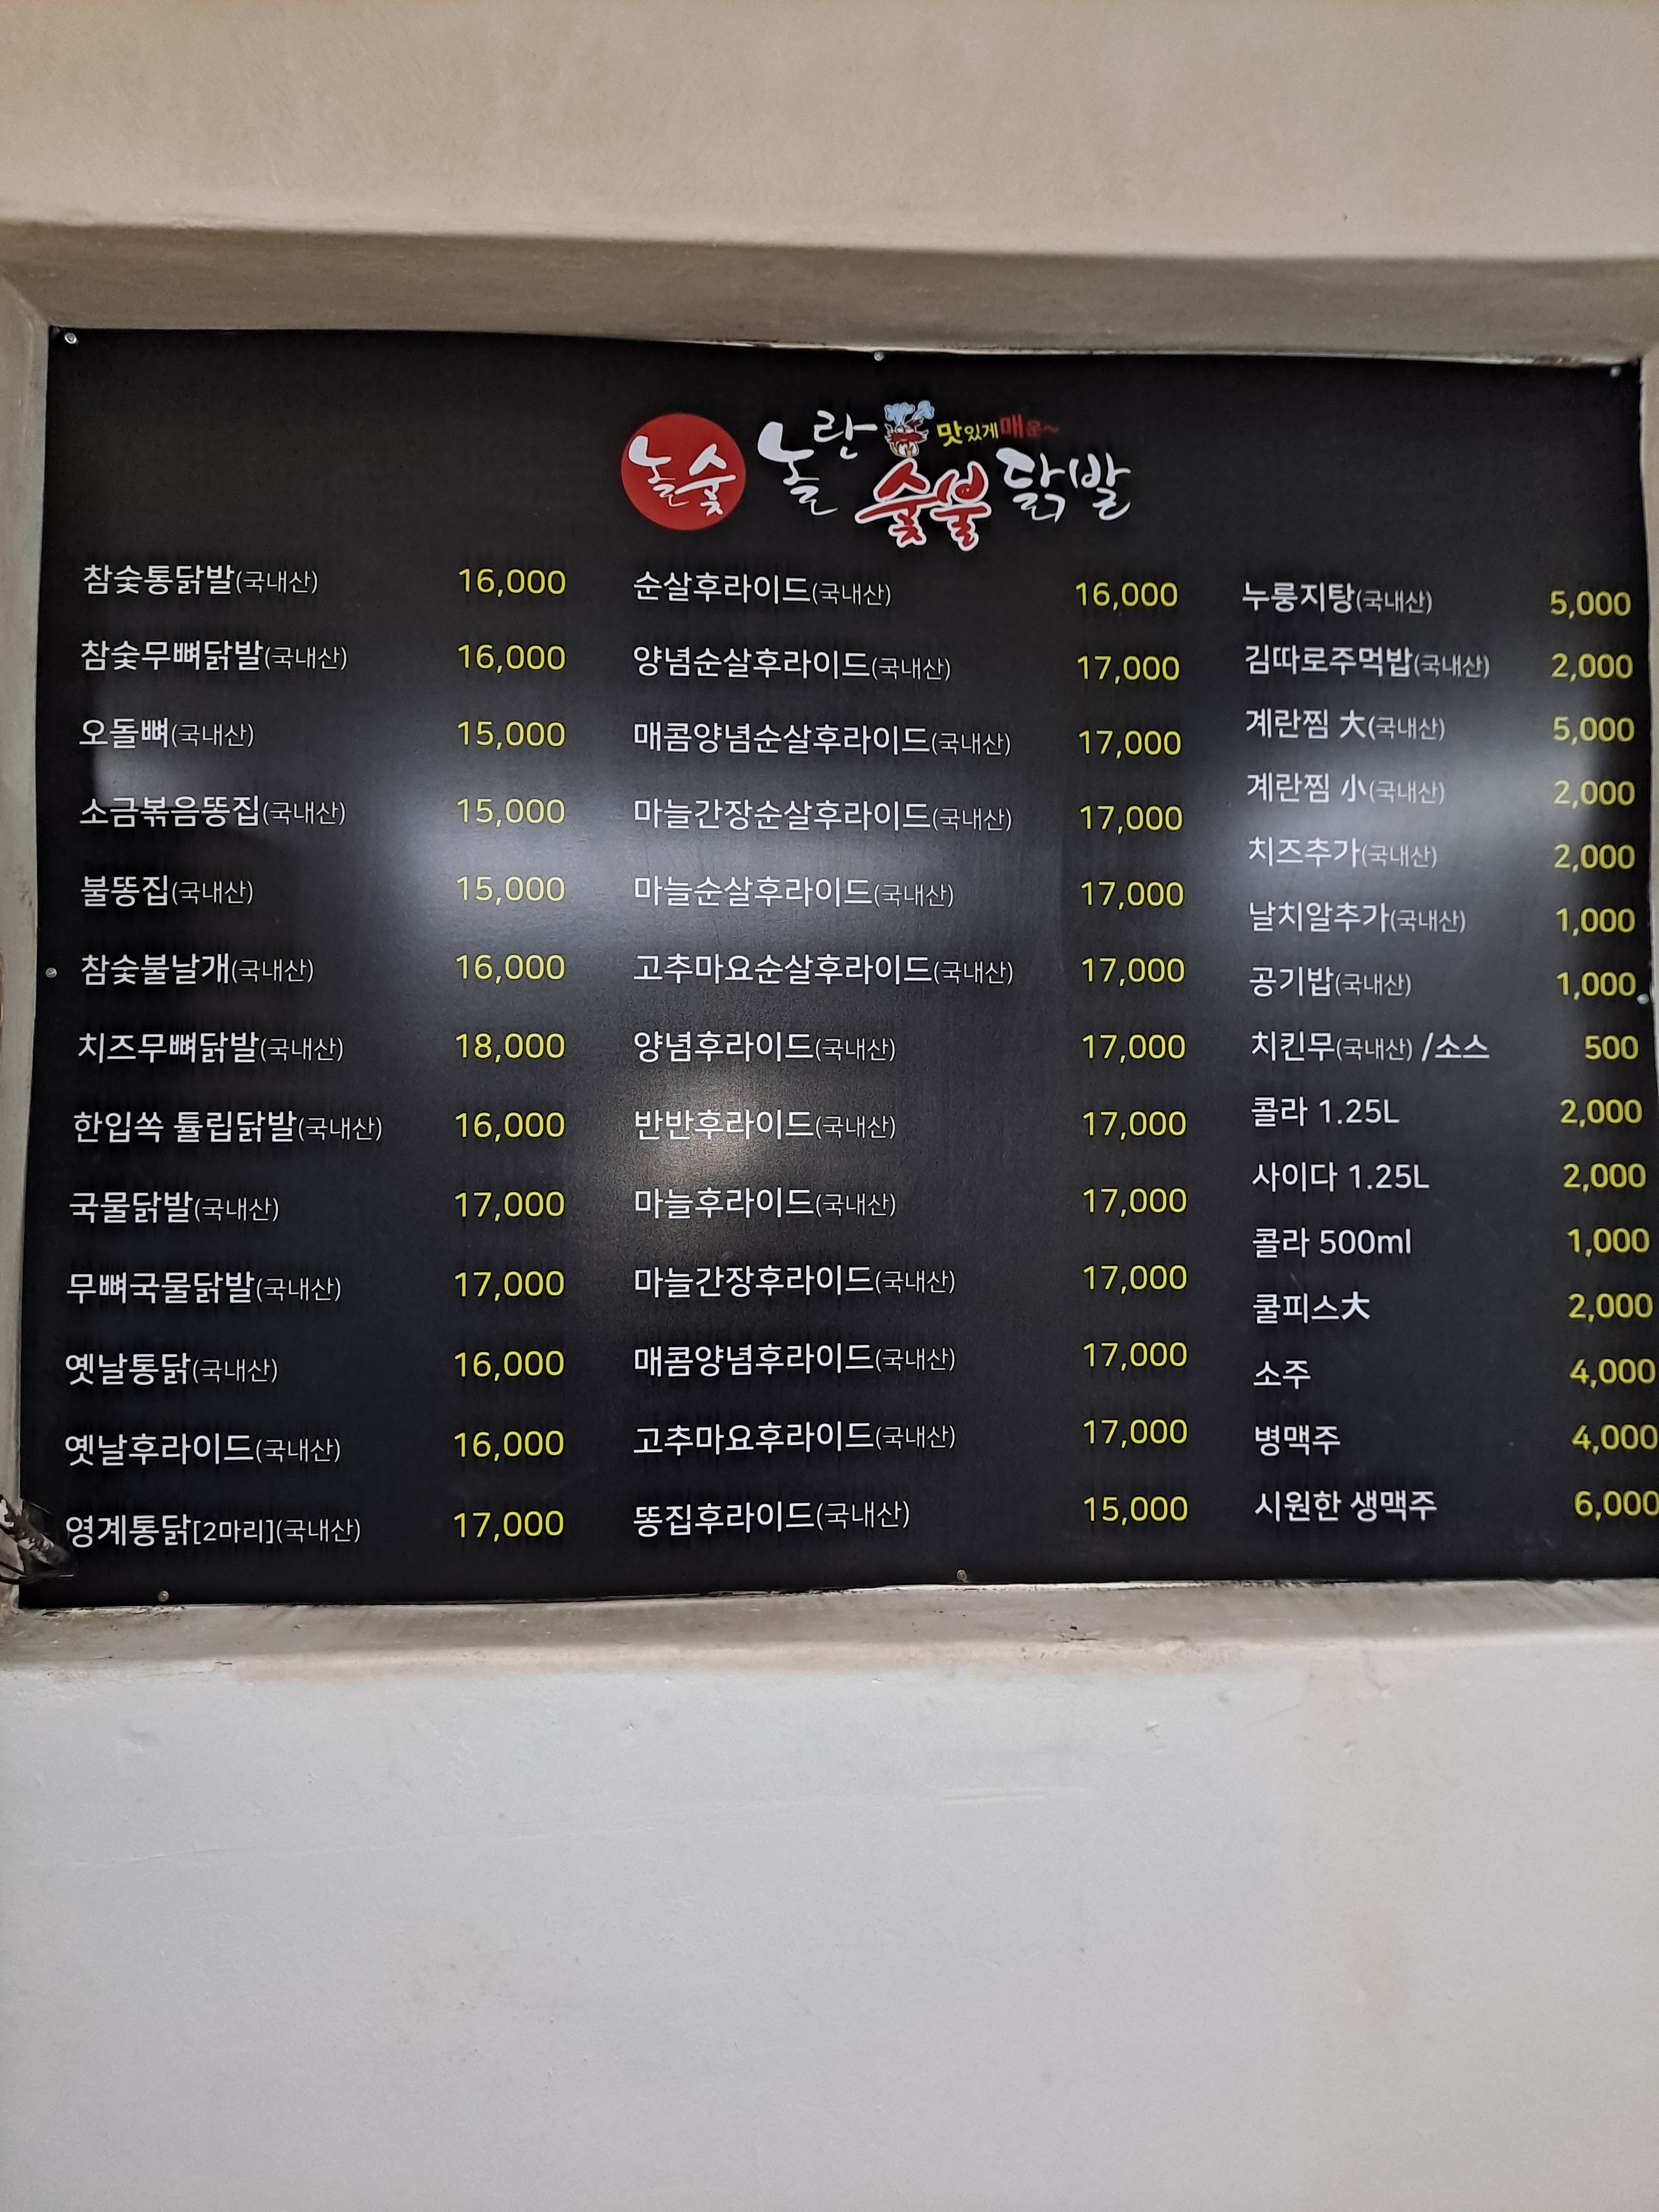 놀숯 놀란 맛있게매운~
숯불닭발
참숯통닭발(국내산) 16,000
참숯무뼈닭발(국내산) 16,000
오돌뼈(국내산) 15,000
소금볶음똥집(국내산) 15,000
불똥집(국내산) 15,000
참숯불날개(국내산) 16,000
치즈무뼈닭발(국내산) 18,000
한입쏙 튤립닭발(국내산) 16,000
국물닭발(국내산) 17,000
무뼈국물닭발(국내산) 17,000
옛날통닭(국내산) 16,000
옛날후라이드(국내산) 16,000
영계통닭[2마리](국내산) 17,000
순살후라이드(국내산) 16,000
양념순살후라이드(국내산) 17,000
매콤양념순살후라이드(국내산) 17,000
마늘간장순살후라이드(국내산) 17,000
마늘순살후라이드(국내산) 17,000
고추마요순살후라이드(국내산) 17,000
양념후라이드(국내산) 17,000
반반후라이드(국내산) 17,000
마늘후라이드(국내산) 17,000
마늘간장후라이드(국내산) 17,000
매콤양념후라이드(국내산) 17,000
고추마요후라이드(국내산) 17,000
똥집후라이드(국내산) 15,000
누룽지탕(국내산) 5,000
김따로주먹밥(국내산) 2,000
계란찜 大(국내산) 5,000
계란찜 小(국내산) 2,000
치즈추가(국내산) 2,000
날치알추가(국내산) 1,000
공기밥(국내산) 1,000
치킨무(국내산) /소스 500
콜라 1.25L 2,000
사이다 1.25L 2,000
콜라 500ml 1,000
쿨피스大 2,000
소주 4,000
병맥주 4,000
시원한 생맥주 6,000